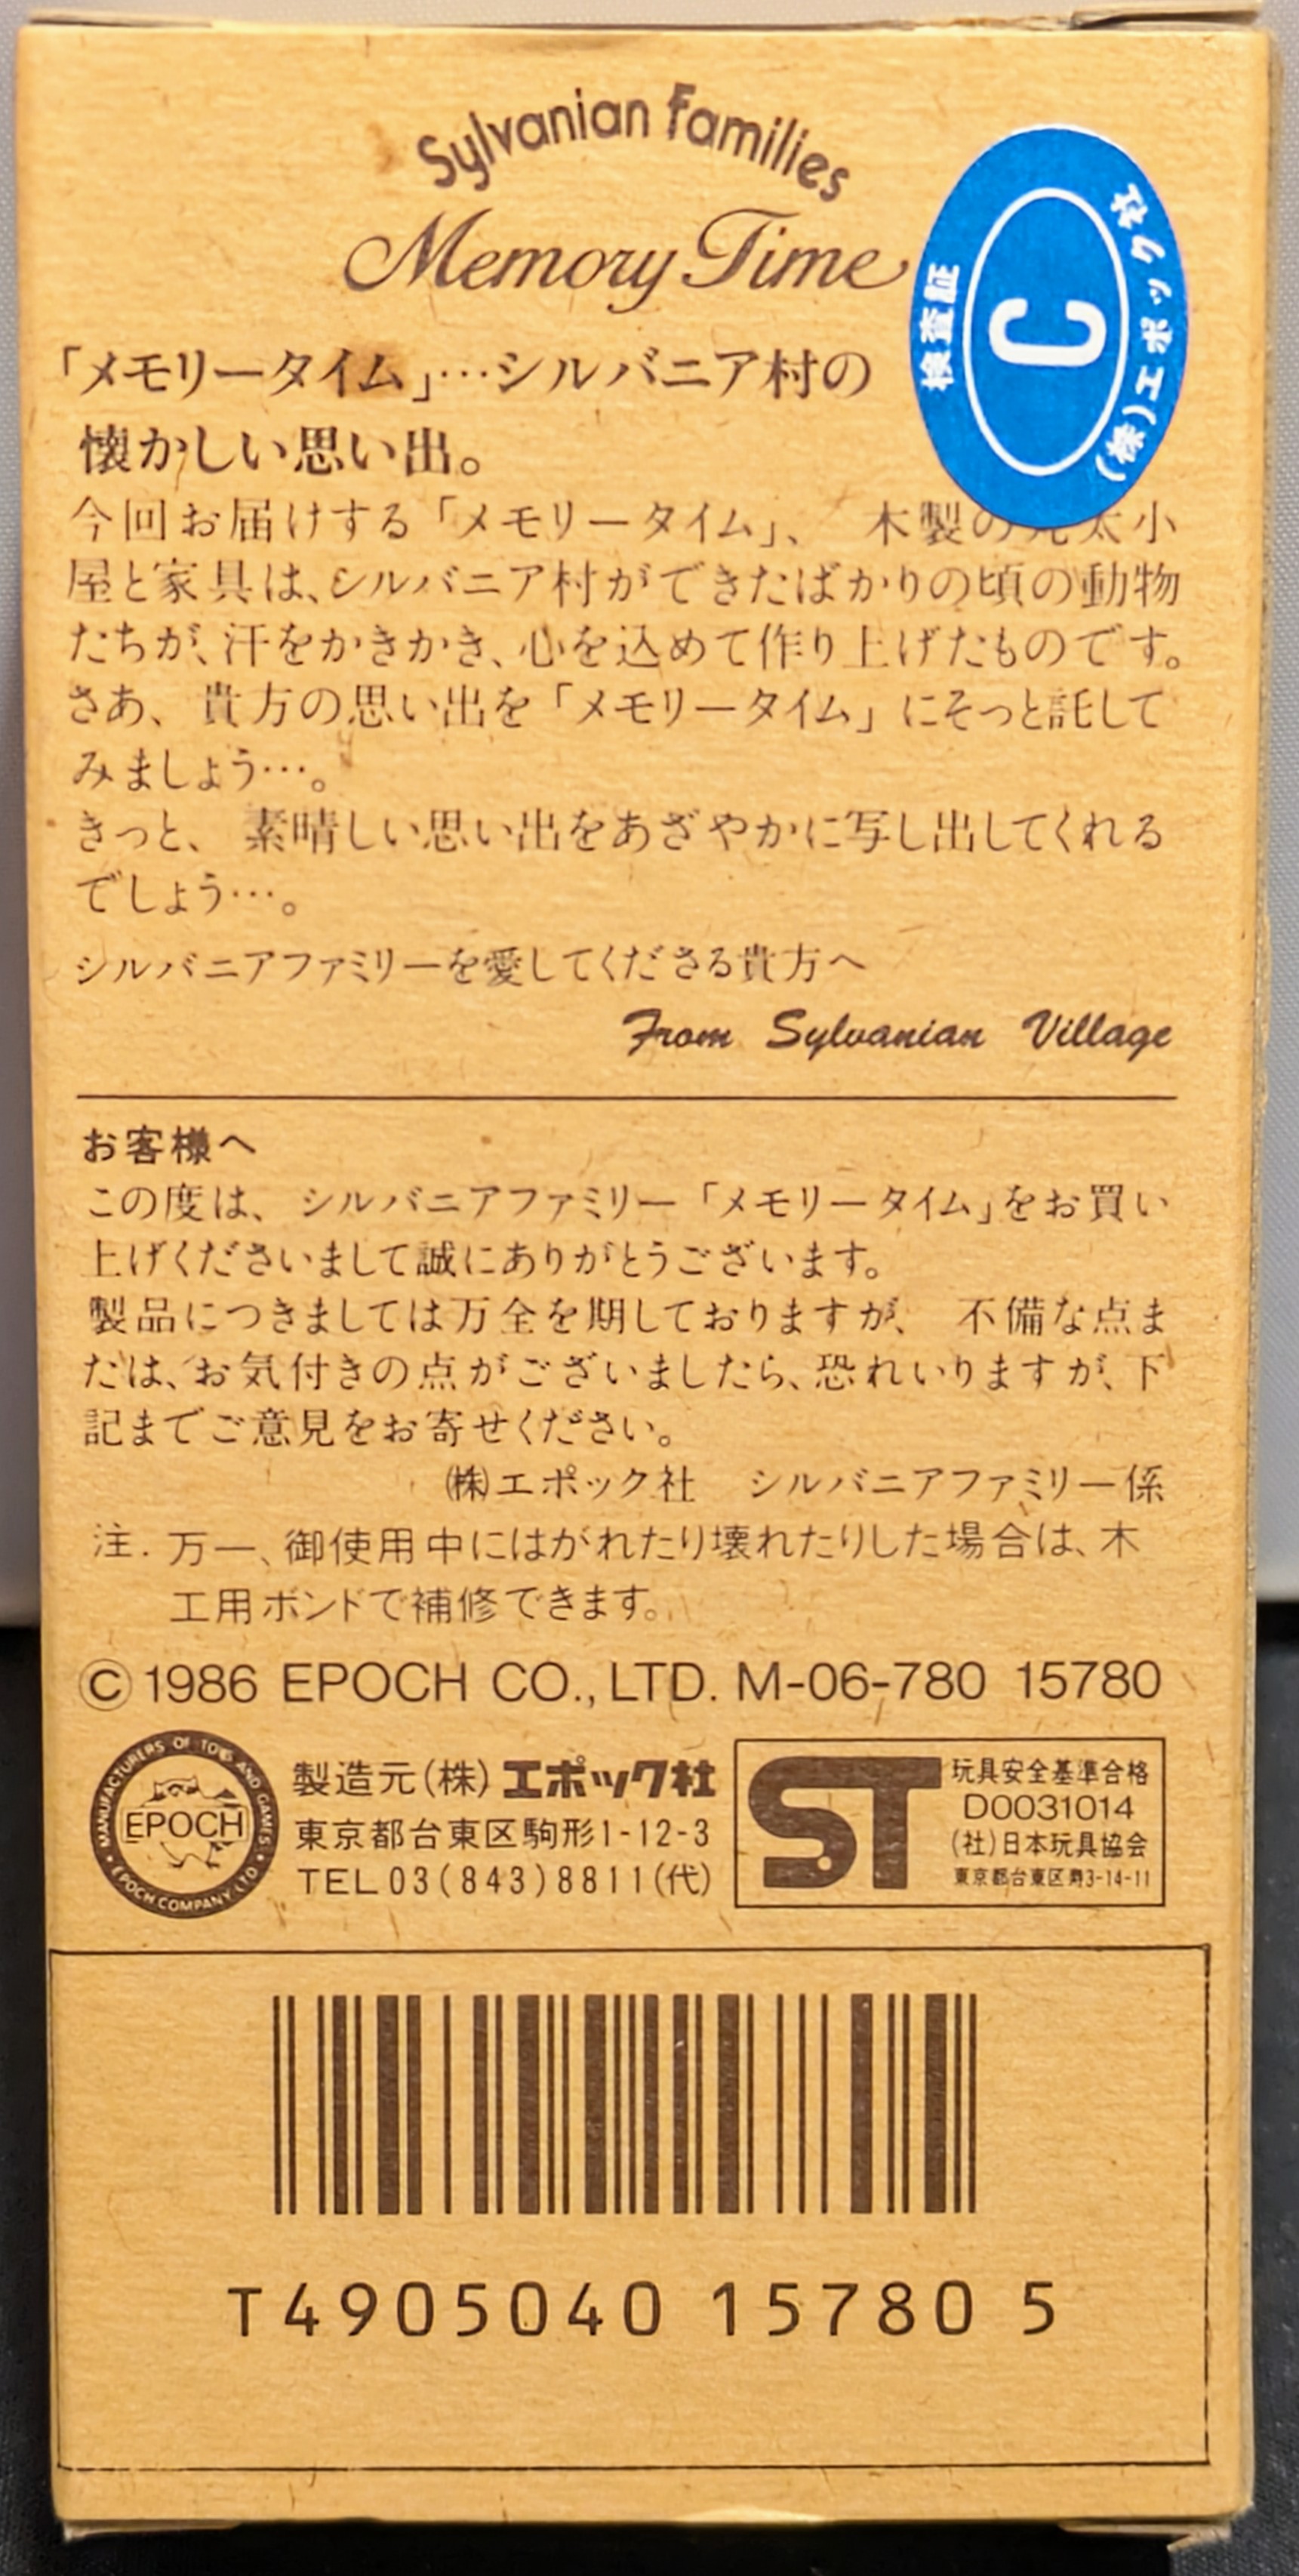 Sylvanian Families
Memory Time
「メモリータイム」…シルバニア村の
懐かしい思い出。
今回お届けする「メモリータイム」、木製の丸太小
屋と家具は、シルバニア村ができたばかりの頃の動物
たちが、汗をかきかき、心を込めて作り上げたものです。
さあ、貴方の思い出を「メモリータイム」にそっと託して
みましょう…。
きっと、素晴しい思い出をあざやかに写し出してくれる
でしょう…。
シルバニアファミリーを愛してくださる貴方へ
From Sylvanian Village
検査証
C
(株)エポック社
お客様へ
この度は、シルバニアファミリー「メモリータイム」をお買い
上げくださいまして誠にありがとうございます。
製品につきましては万全を期しておりますが、不備な点ま
たは、お気付きの点がございましたら、恐れいりますが、下
記までご意見をお寄せください。
㈱エポック社 シルバニアファミリー係
注. 万一、御使用中にはがれたり壊れたりした場合は、木
工用ボンドで補修できます。
©1986 EPOCH CO., LTD. M-06-780 15780
MANUFACTURERS OF TOYS AND GAMES
EPOCH
EPOCH COMPANY, LTD.
製造元(株)エポック社
東京都台東区駒形1-12-3
TEL03(843)8811(代)
ST
玩具安全基準合格
D0031014
(社)日本玩具協会
東京都台東区寿3-14-11
T4905040 15780 5